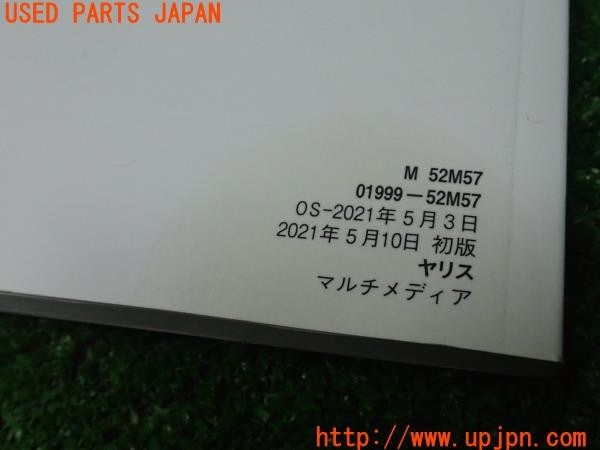 USED PARTS JAPAN
M 52M57
01999－52M57
OS-2021年5月3日
2021年5月10日 初版
ヤリス
マルチメディア
http://www.upjpn.com/